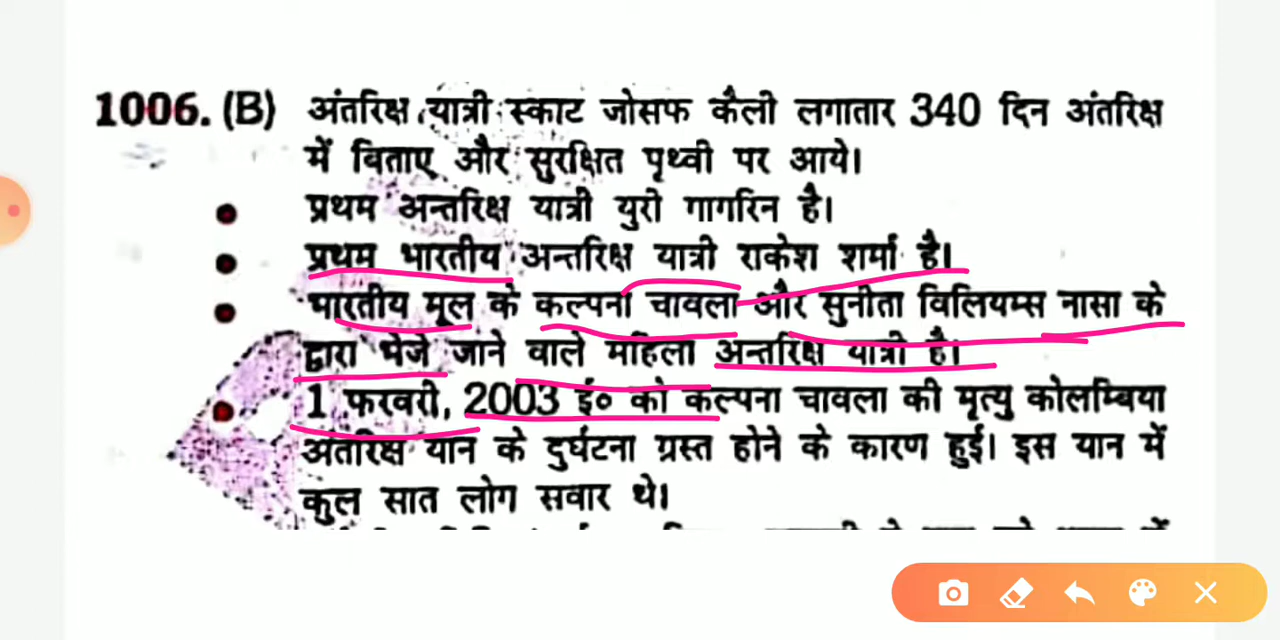 1006. (B) अंतरिक्ष यात्री स्काट जोसफ कैली लगातार 340 दिन अंतरिक्ष
में बिताए और सुरक्षित पृथ्वी पर आये।
• प्रथम अन्तरिक्ष यात्री युरी गागरिन है।
• प्रथम भारतीय अन्तरिक्ष यात्री राकेश शर्मा है।
• भारतीय मूल के कल्पना चावला और सुनीता विलियम्स नासा के
द्वारा भेजे जाने वाले महिला अन्तरिक्ष यात्री है।
• 1 फरवरी, 2003 ई० को कल्पना चावला की मृत्यु कोलम्बिया
अंतरिक्ष यान के दुर्घटना ग्रस्त होने के कारण हुई। इस यान में
कुल सात लोग सवार थे।